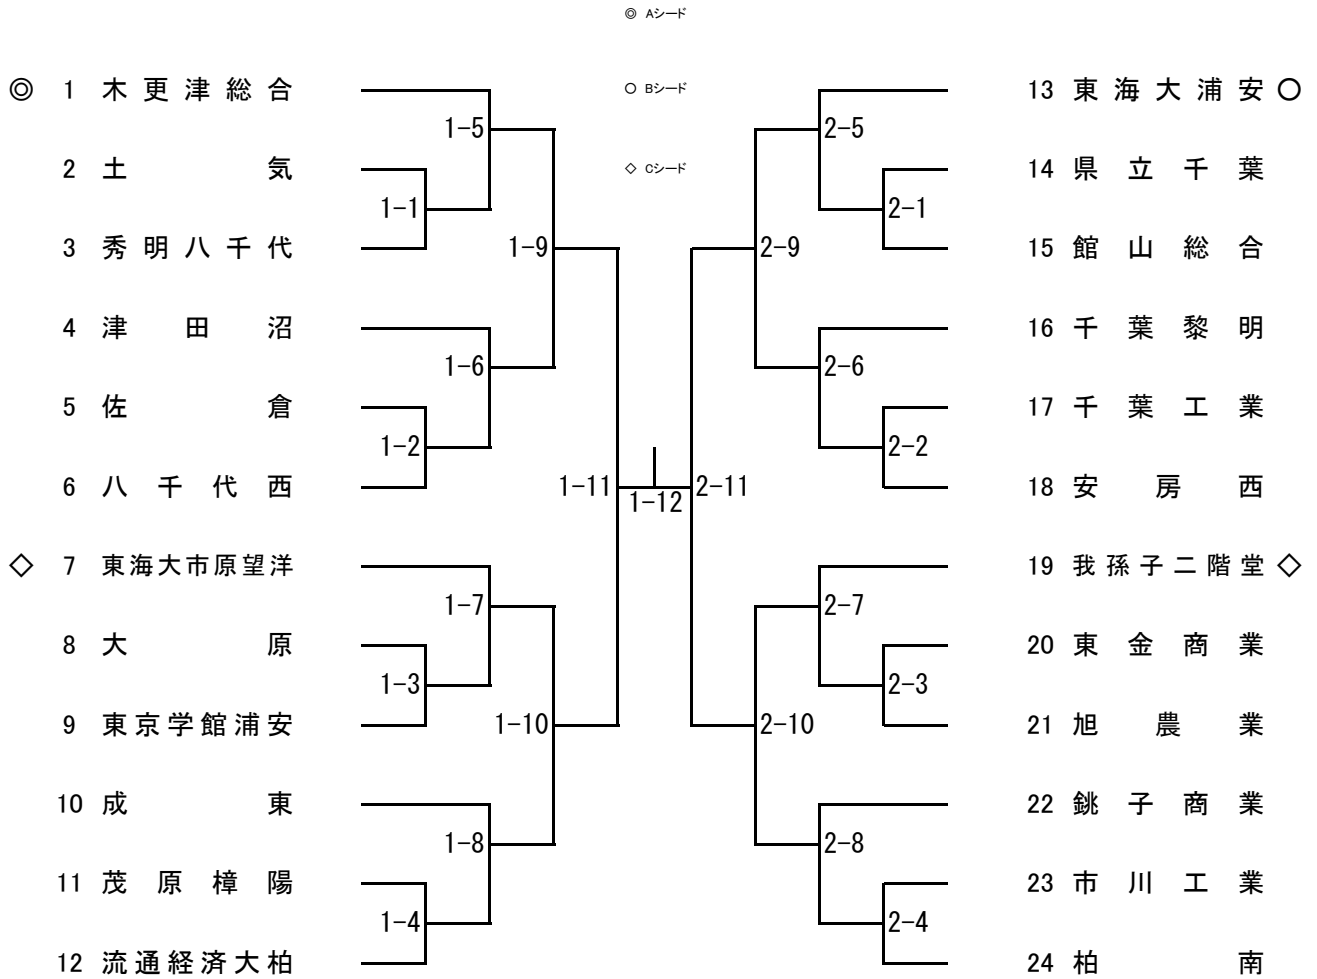 ◎ Aシード
◎ 1 木更津総合
○ Bシード
13 東海大浦安 ○
1-5
2-5
2 土気
◇ Cシード
14 県立千葉
1-1
2-1
3 秀明八千代
1-9
2-9
15 館山総合
4 津田沼
16 千葉黎明
1-6
2-6
5 佐倉
17 千葉工業
1-2
2-2
6 八千代西
1-11
2-11
18 安房西
1-12
◇ 7 東海大市原望洋
19 我孫子二階堂 ◇
1-7
2-7
8 大原
20 東金商業
1-3
2-3
9 東京学館浦安
1-10
2-10
21 旭農業
10 成東
22 銚子商業
1-8
2-8
11 茂原樟陽
23 市川工業
1-4
2-4
12 流通経済大柏
24 柏南